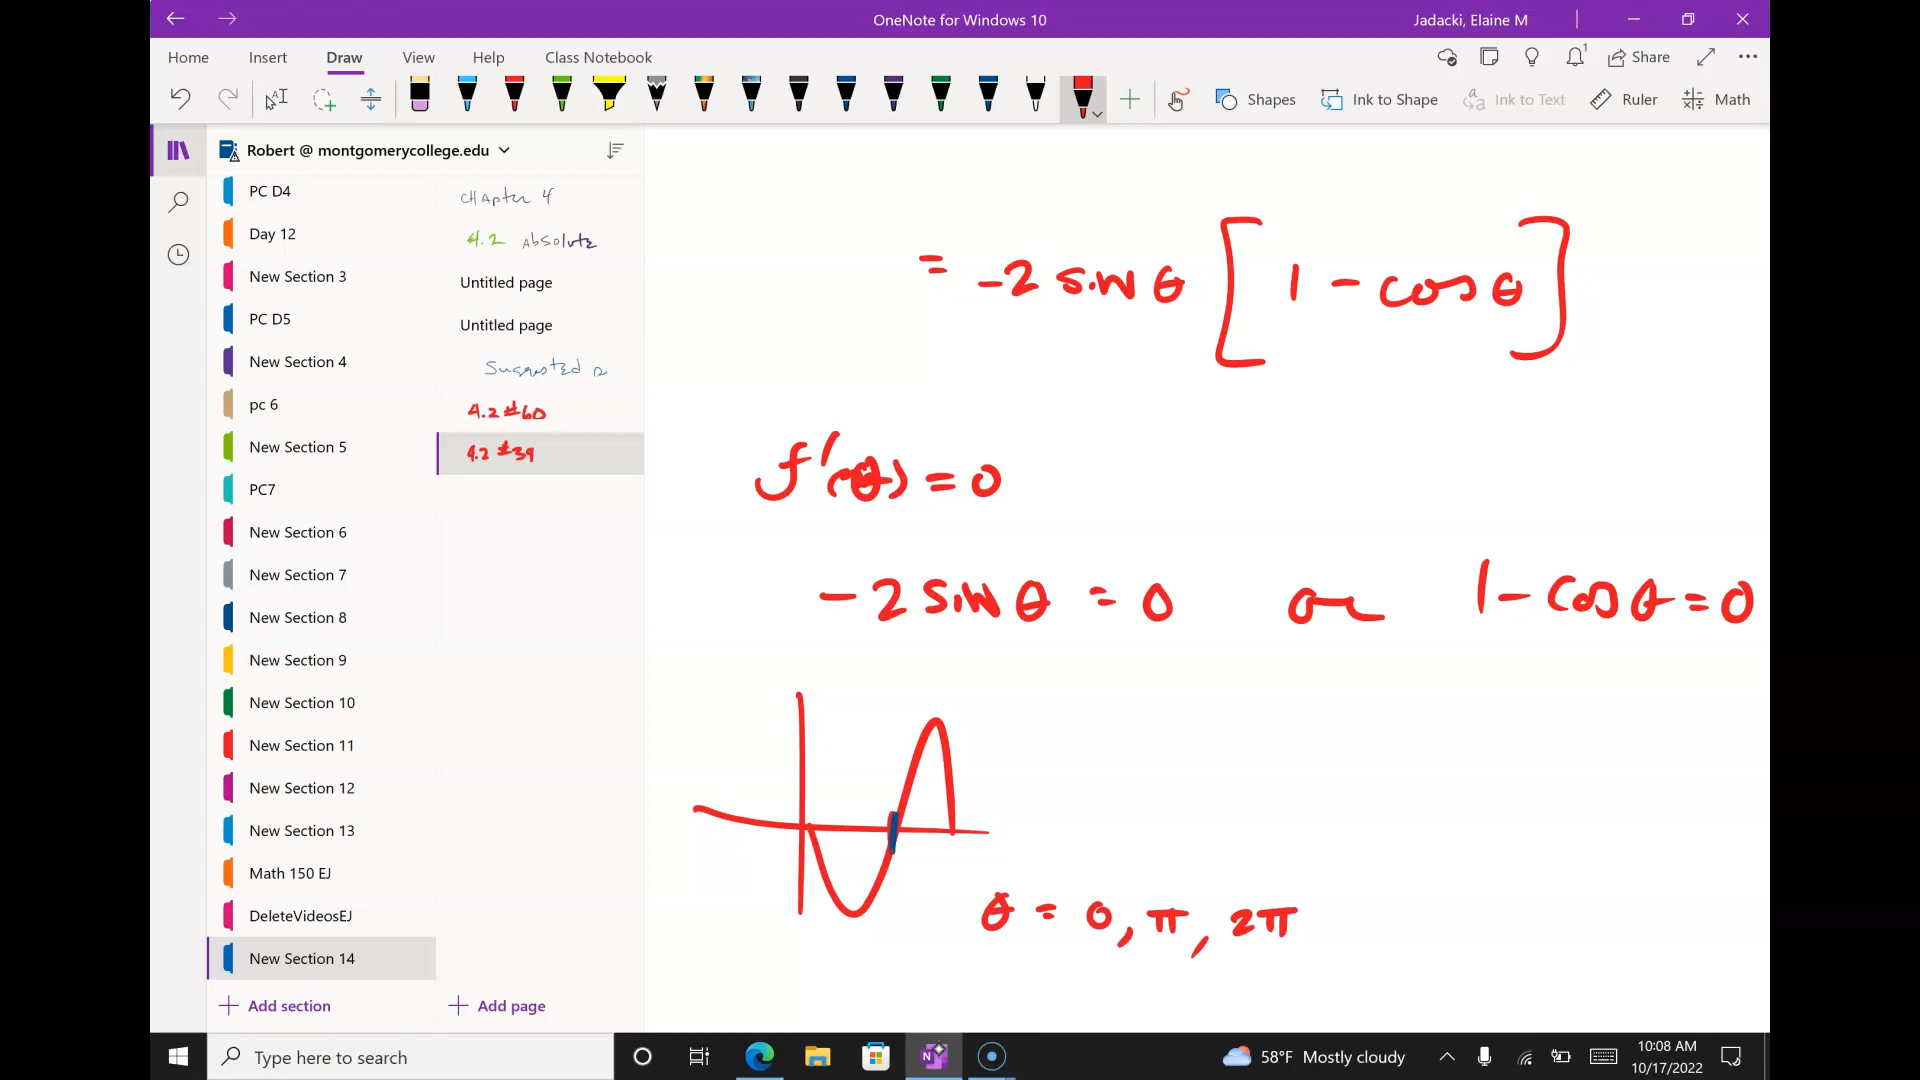 OneNote for Windows 10
Jadacki, Elaine M
Home Insert Draw View Help Class Notebook
1 Share
Shapes Ink to Shape Ink to Text Ruler Math
Robert @ montgomerycollege.edu
PC D4
Day 12
New Section 3
PC D5
New Section 4
pc 6
New Section 5
PC7
New Section 6
New Section 7
New Section 8
New Section 9
New Section 10
New Section 11
New Section 12
New Section 13
Math 150 EJ
DeleteVideosEJ
New Section 14
Add section
CHApter 4
4.2 Absolute
Untitled page
Untitled page
Suggested
4.2 #60
4.2 #39
Add page
= -2 sin θ [ 1 - cos θ ]
f'(θ) = 0
-2 sin θ = 0 or 1 - cos θ = 0
θ = 0, π, 2π
Type here to search
58°F Mostly cloudy
10:08 AM
10/17/2022